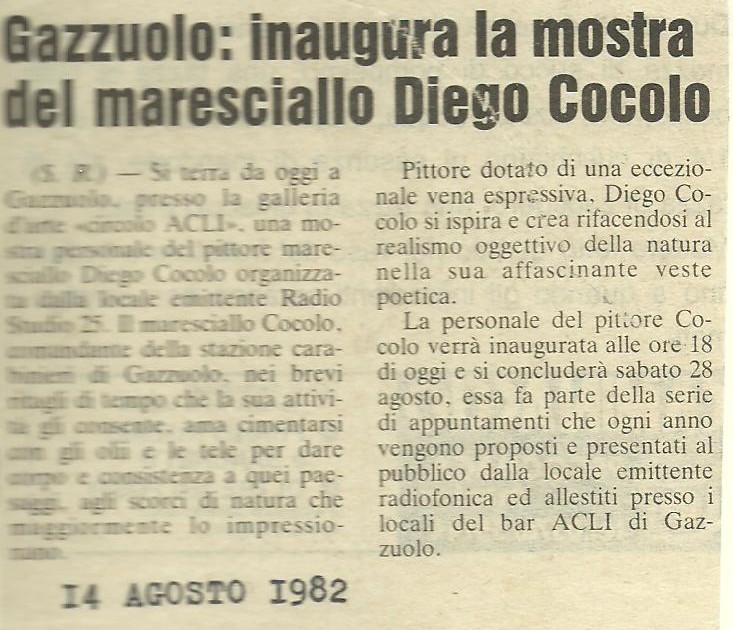 Gazzuolo: inaugura la mostra
del maresciallo Diego Cocolo
(S. R.) — Si terrà da oggi a
Gazzuolo, presso la galleria
d'arte «circolo ACLI», una mo-
stra personale del pittore mare-
sciallo Diego Cocolo organizza-
ta dalla locale emittente Radio
Studio 25. Il maresciallo Cocolo,
comandante della stazione cara-
binieri di Gazzuolo, nei brevi
ritagli di tempo che la sua attivi-
tà gli consente, ama cimentarsi
con gli olii e le tele per dare
corpo e consistenza a quei pae-
saggi, agli scorci di natura che
maggiormente lo impressio-
nano.
Pittore dotato di una eccezio-
nale vena espressiva, Diego Co-
colo si ispira e crea rifacendosi al
realismo oggettivo della natura
nella sua affascinante veste
poetica.
La personale del pittore Co-
colo verrà inaugurata alle ore 18
di oggi e si concluderà sabato 28
agosto, essa fa parte della serie
di appuntamenti che ogni anno
vengono proposti e presentati al
pubblico dalla locale emittente
radiofonica ed allestiti presso i
locali del bar ACLI di Gaz-
zuolo.
14 AGOSTO 1982